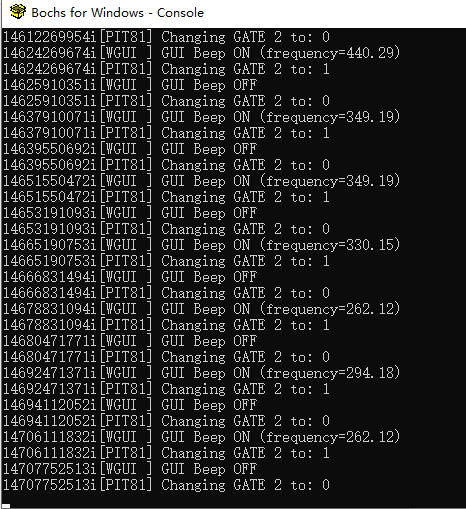 Bochs for Windows - Console
14612269954i[PIT81] Changing GATE 2 to: 0
14624269674i[WGUI ] GUI Beep ON (frequency=440.29)
14624269674i[PIT81] Changing GATE 2 to: 1
14625910351i[WGUI ] GUI Beep OFF
14625910351i[PIT81] Changing GATE 2 to: 0
14637910071i[WGUI ] GUI Beep ON (frequency=349.19)
14637910071i[PIT81] Changing GATE 2 to: 1
14639550692i[WGUI ] GUI Beep OFF
14639550692i[PIT81] Changing GATE 2 to: 0
14651550472i[WGUI ] GUI Beep ON (frequency=349.19)
14651550472i[PIT81] Changing GATE 2 to: 1
14653191093i[WGUI ] GUI Beep OFF
14653191093i[PIT81] Changing GATE 2 to: 0
14665190753i[WGUI ] GUI Beep ON (frequency=330.15)
14665190753i[PIT81] Changing GATE 2 to: 1
14666831494i[WGUI ] GUI Beep OFF
14666831494i[PIT81] Changing GATE 2 to: 0
14678831094i[WGUI ] GUI Beep ON (frequency=262.12)
14678831094i[PIT81] Changing GATE 2 to: 1
14680471771i[WGUI ] GUI Beep OFF
14680471771i[PIT81] Changing GATE 2 to: 0
14692471371i[WGUI ] GUI Beep ON (frequency=294.18)
14692471371i[PIT81] Changing GATE 2 to: 1
14694112052i[WGUI ] GUI Beep OFF
14694112052i[PIT81] Changing GATE 2 to: 0
14706111832i[WGUI ] GUI Beep ON (frequency=262.12)
14706111832i[PIT81] Changing GATE 2 to: 1
14707752513i[WGUI ] GUI Beep OFF
14707752513i[PIT81] Changing GATE 2 to: 0